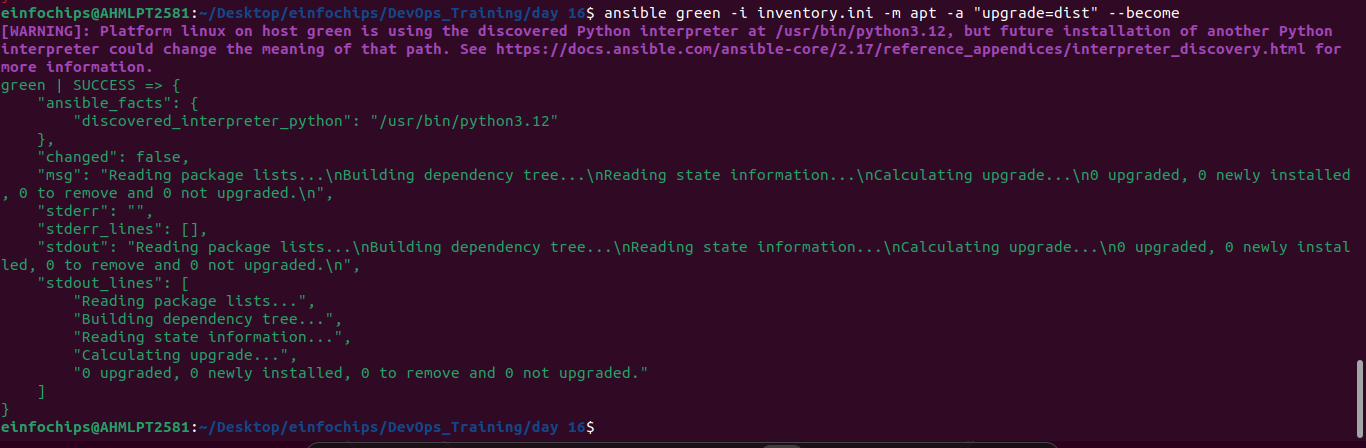 einfochips@AHMLPT2581:~/Desktop/einfochips/DevOps_Training/day 16$ ansible green -i inventory.ini -m apt -a "upgrade=dist" --become
[WARNING]: Platform linux on host green is using the discovered Python interpreter at /usr/bin/python3.12, but future installation of another Python
interpreter could change the meaning of that path. See https://docs.ansible.com/ansible-core/2.17/reference_appendices/interpreter_discovery.html for
more information.
green | SUCCESS => {
    "ansible_facts": {
        "discovered_interpreter_python": "/usr/bin/python3.12"
    },
    "changed": false,
    "msg": "Reading package lists...\nBuilding dependency tree...\nReading state information...\nCalculating upgrade...\n0 upgraded, 0 newly installed
, 0 to remove and 0 not upgraded.\n",
    "stderr": "",
    "stderr_lines": [],
    "stdout": "Reading package lists...\nBuilding dependency tree...\nReading state information...\nCalculating upgrade...\n0 upgraded, 0 newly instal
led, 0 to remove and 0 not upgraded.\n",
    "stdout_lines": [
        "Reading package lists...",
        "Building dependency tree...",
        "Reading state information...",
        "Calculating upgrade...",
        "0 upgraded, 0 newly installed, 0 to remove and 0 not upgraded."
    ]
}
einfochips@AHMLPT2581:~/Desktop/einfochips/DevOps_Training/day 16$